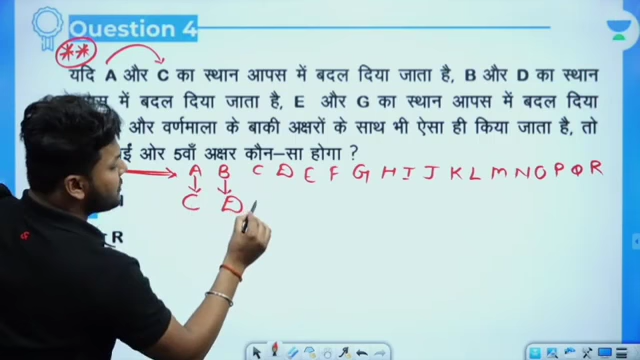 Question 4
**
यदि A और C का स्थान आपस में बदल दिया जाता है, B और D का स्थान
में बदल दिया जाता है, E और G का स्थान आपस में बदल दिया
और वर्णमाला के बाकी अक्षरों के साथ भी ऐसा ही किया जाता है, तो
ओर 5वाँ अक्षर कौन-सा होगा ?
A B C D E F G H I J K L M N O P Q R
C D
R